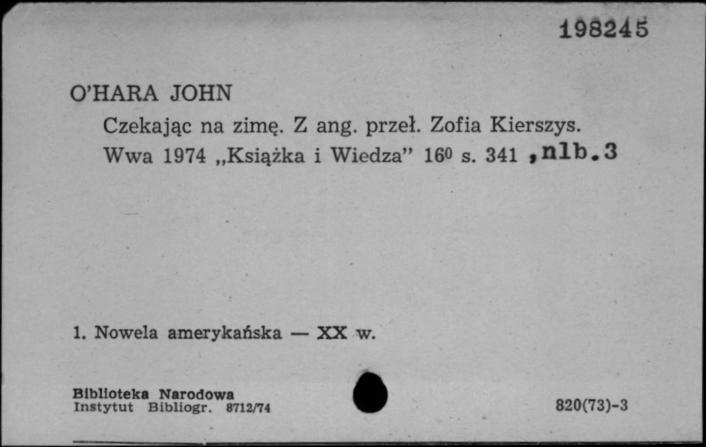 198245
O'HARA JOHN
Czekając na zimę. Z ang. przeł. Zofia Kierszys.
Wwa 1974 „Książka i Wiedza” 16⁰ s. 341 , nlb. 3
1. Nowela amerykańska — XX w.
Biblioteka Narodowa
Instytut Bibliogr. 8712/74
820(73)-3